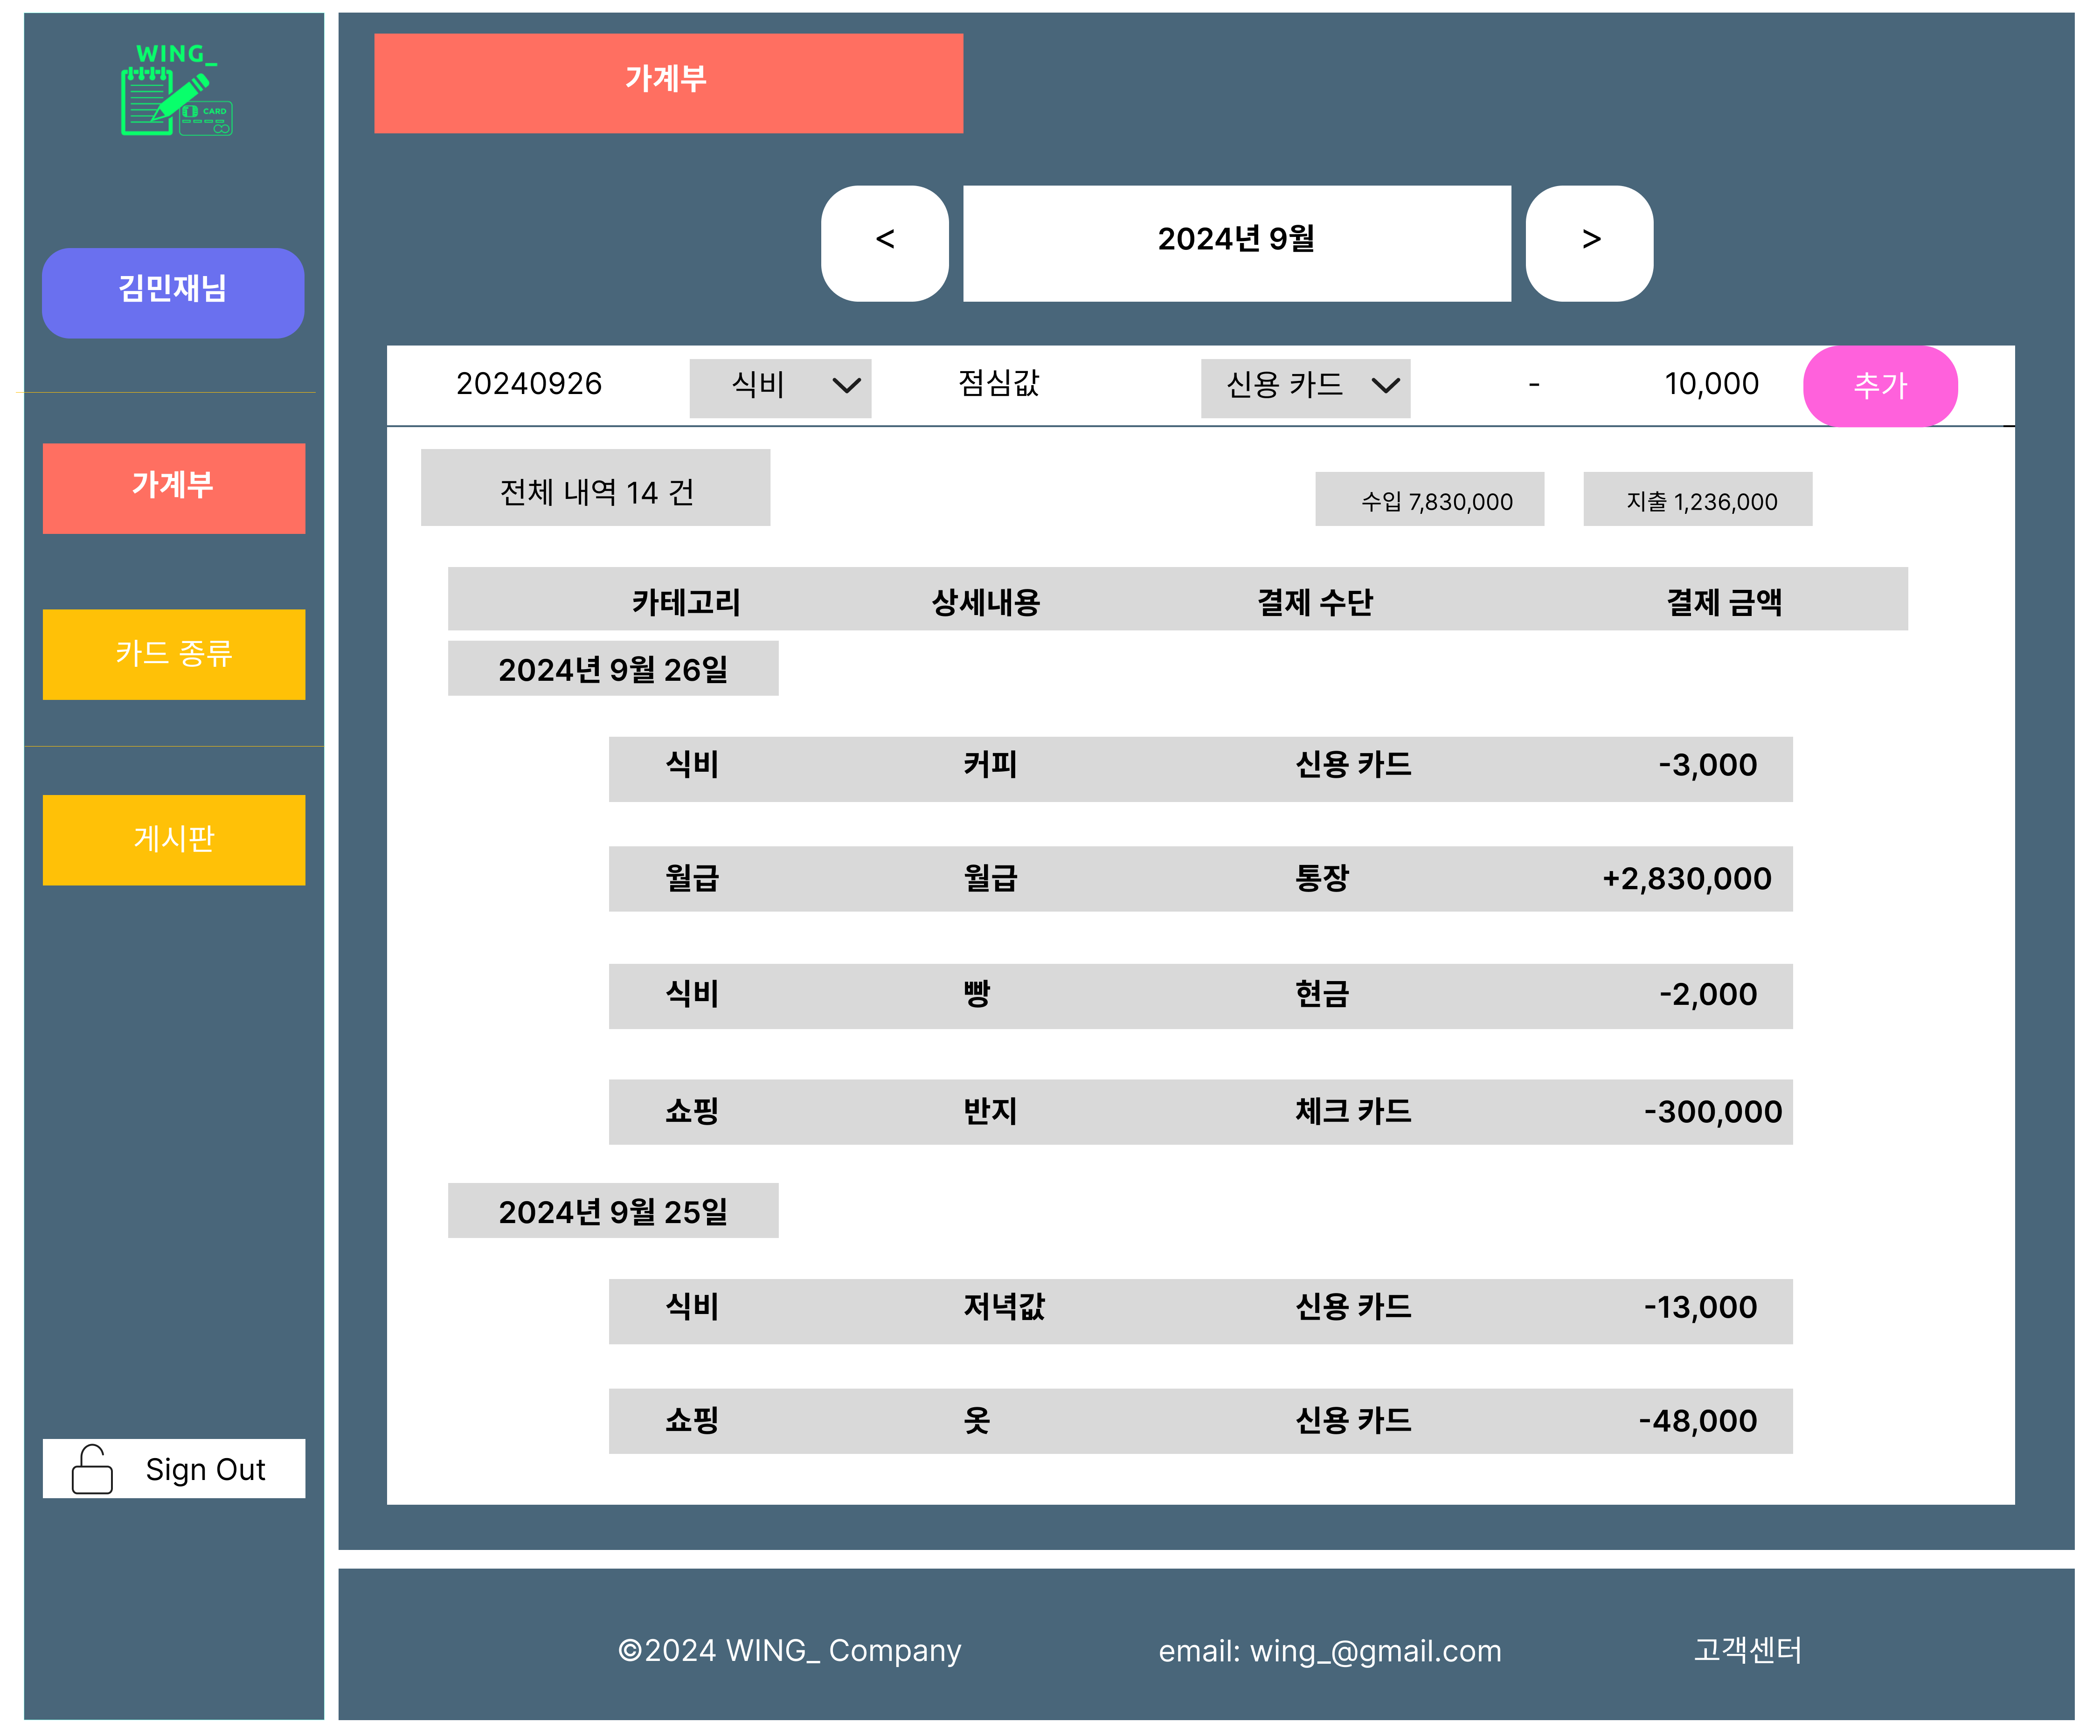 WING_
CARD
김민재님
가계부
카드 종류
게시판
Sign Out
가계부
< 2024년 9월 >
20240926 식비 점심값 신용 카드 - 10,000 추가
전체 내역 14 건 수입 7,830,000 지출 1,236,000
카테고리 상세내용 결제 수단 결제 금액
2024년 9월 26일
식비 커피 신용 카드 -3,000
월급 월급 통장 +2,830,000
식비 빵 현금 -2,000
쇼핑 반지 체크 카드 -300,000
2024년 9월 25일
식비 저녁값 신용 카드 -13,000
쇼핑 옷 신용 카드 -48,000
©2024 WING_ Company email: wing_@gmail.com 고객센터